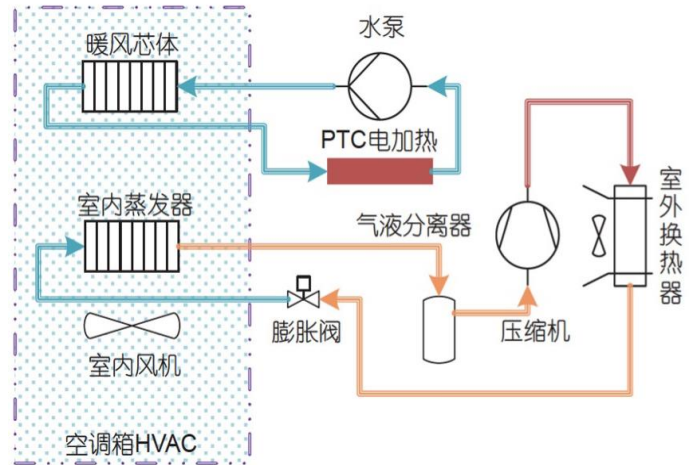 水泵
暖风芯体
PTC电加热
室内蒸发器
气液分离器
室外换热器
膨胀阀
压缩机
室内风机
空调箱HVAC